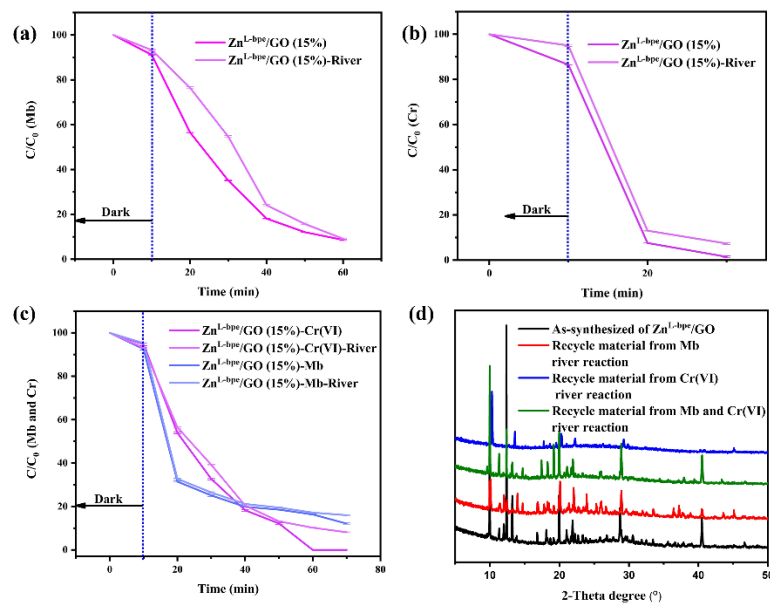 (a)
Zn^L-bpe/GO (15%)
Zn^L-bpe/GO (15%)-River
C/C₀ (Mb)
100
80
60
40
20
0
Dark
0
20
40
60
Time (min)
(b)
Zn^L-bpe/GO (15%)
Zn^L-bpe/GO (15%)-River
C/C₀ (Cr)
100
80
60
40
20
0
Dark
0
20
Time (min)
(c)
Zn^L-bpe/GO (15%)-Cr(VI)
Zn^L-bpe/GO (15%)-Cr(VI)-River
Zn^L-bpe/GO (15%)-Mb
Zn^L-bpe/GO (15%)-Mb-River
C/C₀ (Mb and Cr)
100
80
60
40
20
0
Dark
0
20
40
60
80
Time (min)
(d)
As-synthesized of Zn^L-bpe/GO
Recycle material from Mb
river reaction
Recycle material from Cr(VI)
river reaction
Recycle material from Mb and Cr(VI)
river reaction
10
20
30
40
50
2-Theta degree (°)